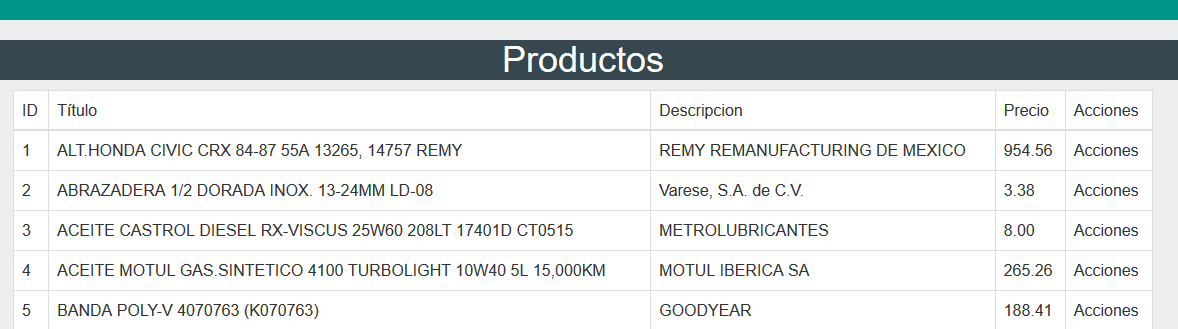 Productos
ID Título Descripcion Precio Acciones
1 ALT.HONDA CIVIC CRX 84-87 55A 13265, 14757 REMY REMY REMANUFACTURING DE MEXICO 954.56 Acciones
2 ABRAZADERA 1/2 DORADA INOX. 13-24MM LD-08 Varese, S.A. de C.V. 3.38 Acciones
3 ACEITE CASTROL DIESEL RX-VISCUS 25W60 208LT 17401D CT0515 METROLUBRICANTES 8.00 Acciones
4 ACEITE MOTUL GAS.SINTETICO 4100 TURBOLIGHT 10W40 5L 15,000KM MOTUL IBERICA SA 265.26 Acciones
5 BANDA POLY-V 4070763 (K070763) GOODYEAR 188.41 Acciones